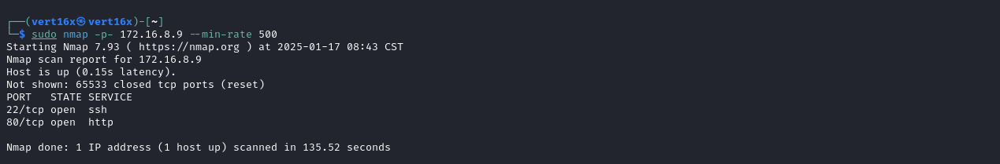 ┌──(vert16x㉿vert16x)-[~]
└─$ sudo nmap -p- 172.16.8.9 --min-rate 500
Starting Nmap 7.93 ( https://nmap.org ) at 2025-01-17 08:43 CST
Nmap scan report for 172.16.8.9
Host is up (0.15s latency).
Not shown: 65533 closed tcp ports (reset)
PORT   STATE SERVICE
22/tcp open  ssh
80/tcp open  http
Nmap done: 1 IP address (1 host up) scanned in 135.52 seconds